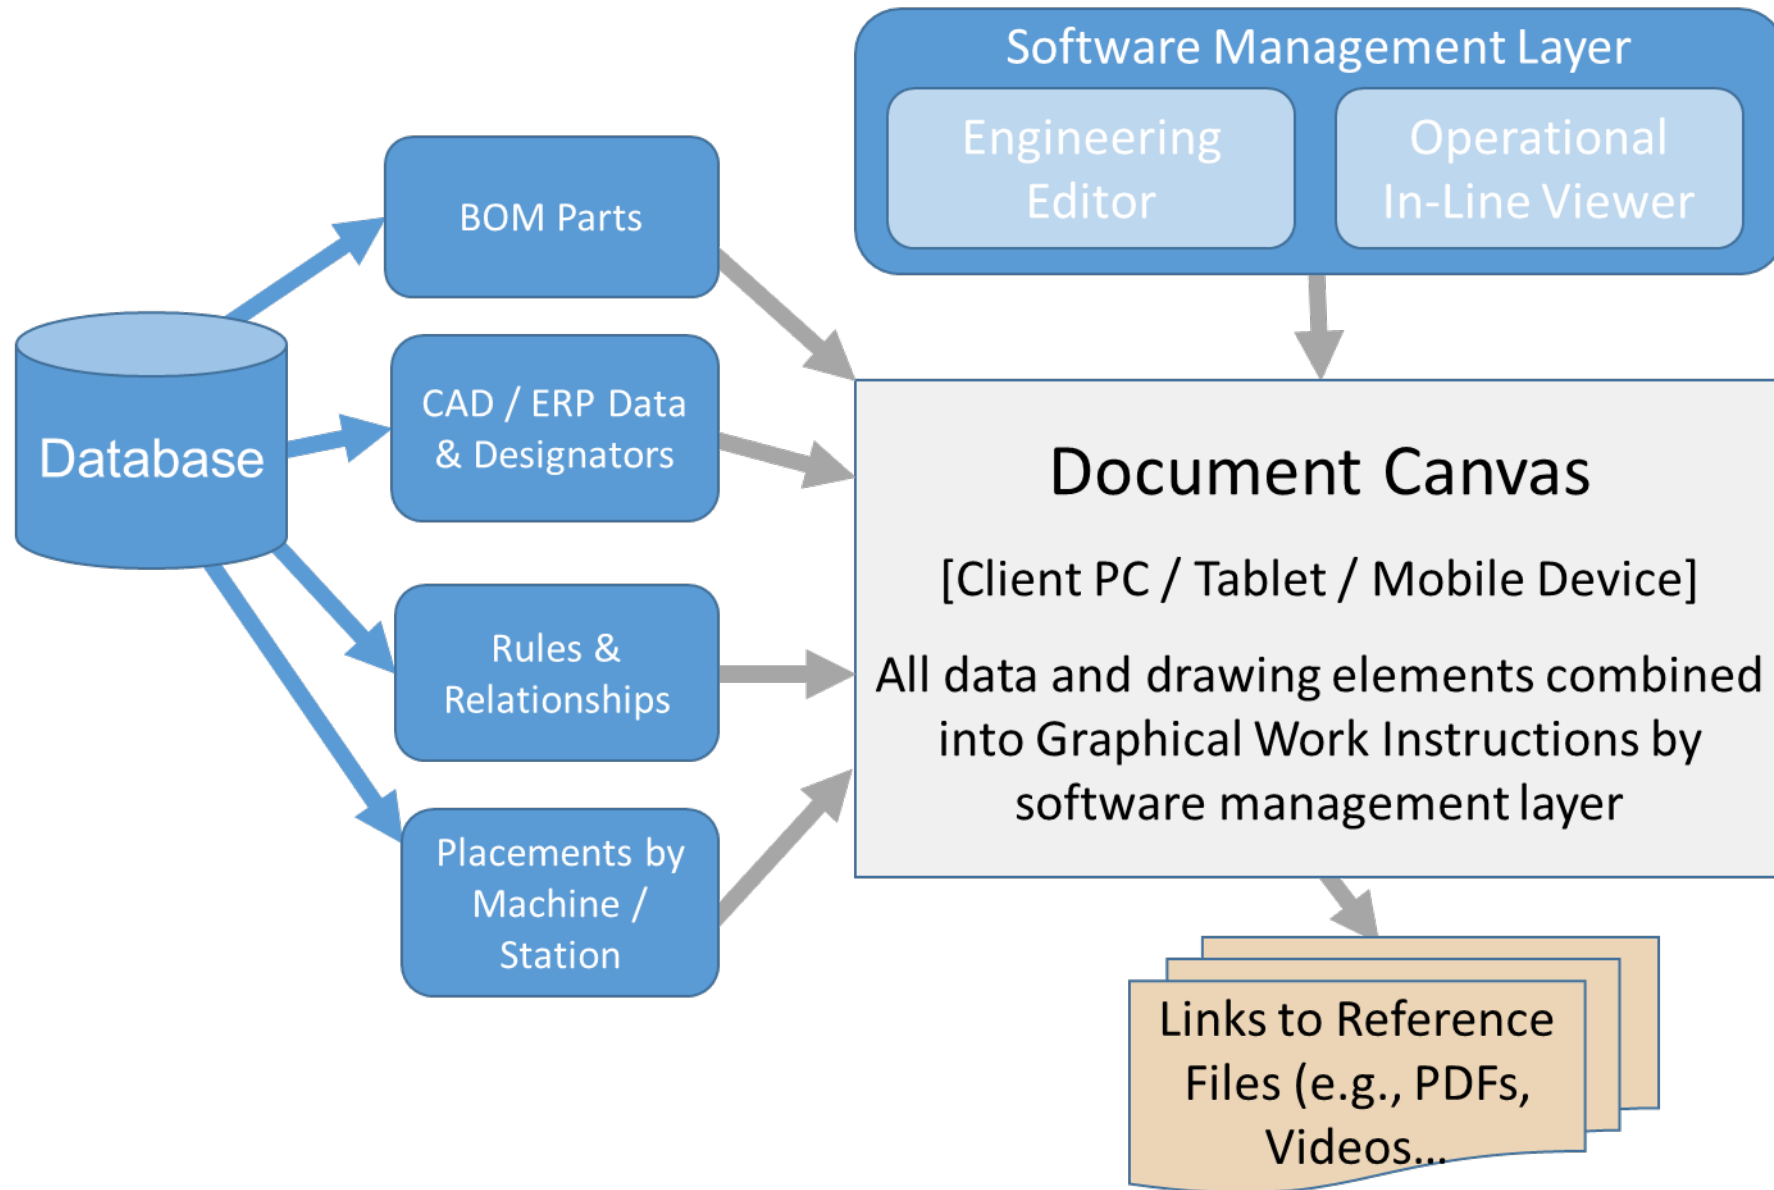 Software Management Layer
Engineering
Editor
Operational
In-Line Viewer
BOM Parts
CAD / ERP Data
& Designators
Database
Rules &
Relationships
Placements by
Machine /
Station
Document Canvas
[Client PC / Tablet / Mobile Device]
All data and drawing elements combined
into Graphical Work Instructions by
software management layer
Links to Reference
Files (e.g., PDFs,
Videos…